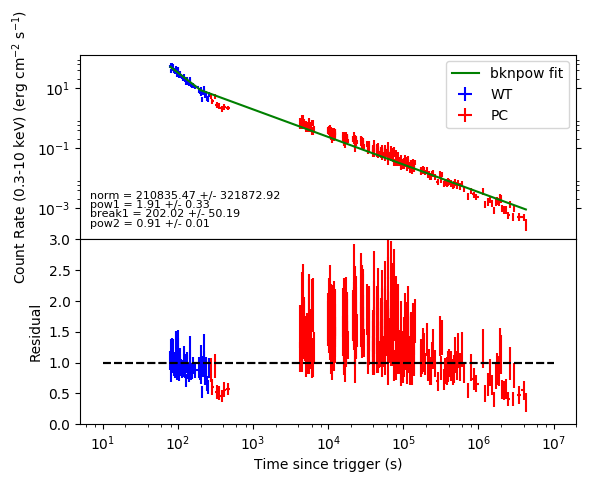 Count Rate (0.3-10 keV) (erg cm⁻² s⁻¹)
10¹
10⁻¹
10⁻³
bknpow fit
WT
PC
norm = 210835.47 +/- 321872.92
pow1 = 1.91 +/- 0.33
break1 = 202.02 +/- 50.19
pow2 = 0.91 +/- 0.01
Residual
3.0
2.5
2.0
1.5
1.0
0.5
0.0
10¹ 10² 10³ 10⁴ 10⁵ 10⁶ 10⁷
Time since trigger (s)